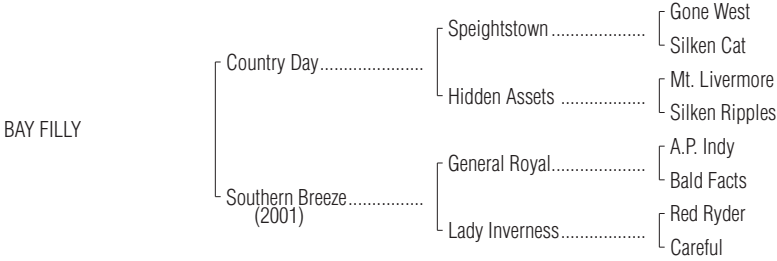 Gone West
Speightstown ....................
Silken Cat
Country Day......................
Mt. Livermore
Hidden Assets ..................
Silken Ripples
BAY FILLY
A.P. Indy
General Royal....................
Bald Facts
Southern Breeze................
(2001)
Red Ryder
Lady Inverness..................
Careful